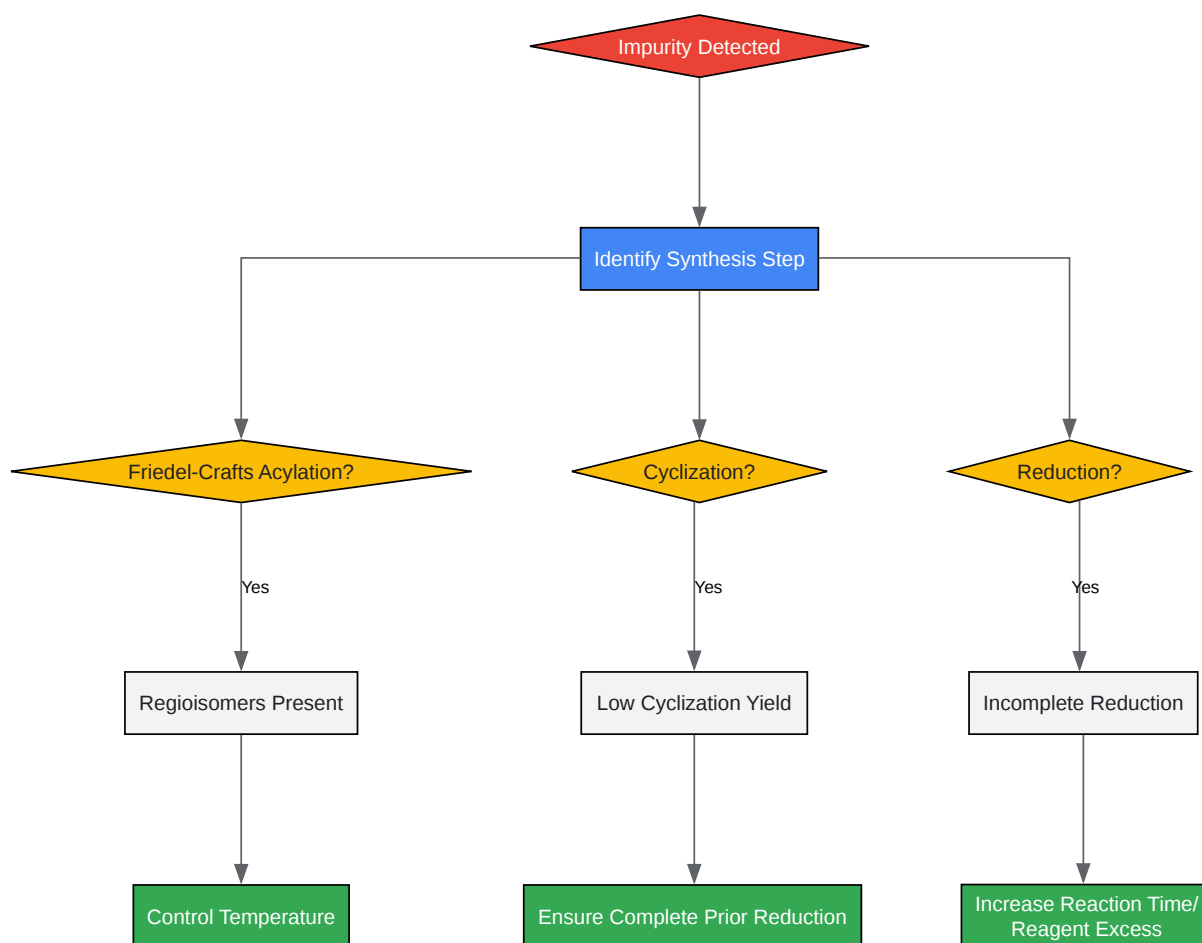 Impurity Detected
Identify Synthesis Step
Friedel-Crafts Acylation?
Cyclization?
Reduction?
Yes
Yes
Yes
Regioisomers Present
Low Cyclization Yield
Incomplete Reduction
Control Temperature
Ensure Complete Prior Reduction
Increase Reaction Time/
Reagent Excess